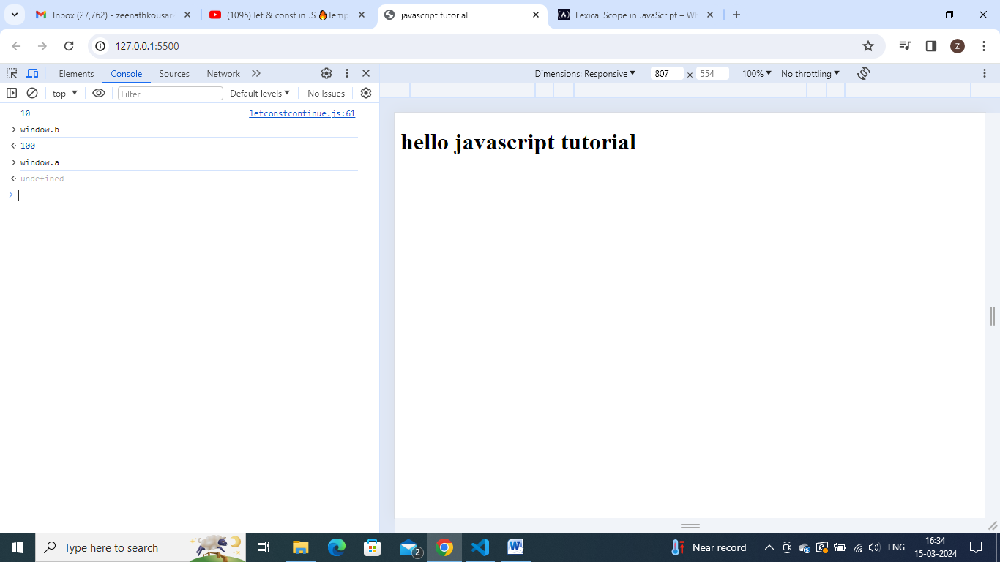 Inbox (27,762) - zeenathkousar2
(1095) let & const in JS 🔥Temp
javascript tutorial
Lexical Scope in JavaScript – Wh
127.0.0.1:5500
Z
Elements Console Sources Network
Dimensions: Responsive 807 × 554 100% No throttling
top Filter Default levels No Issues
10 letconstcontinue.js:61
window.b
100
window.a
undefined
hello javascript tutorial
Type here to search
2
Near record
ENG
16:34
15-03-2024